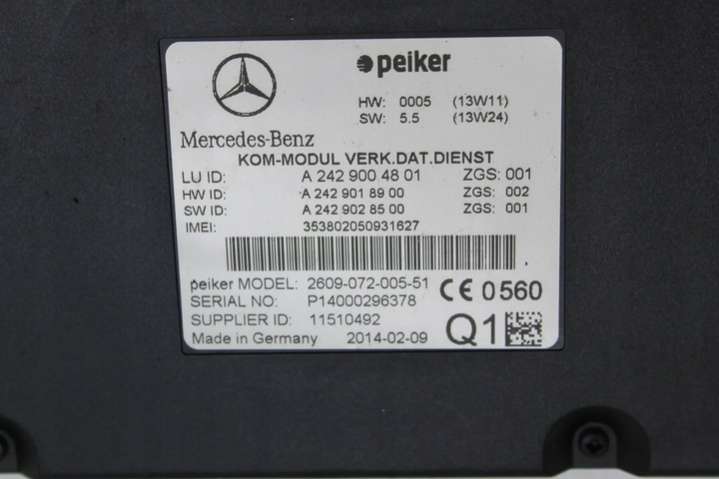 peiker
HW: 0005 (13W11)
SW: 5.5 (13W24)
Mercedes-Benz
KOM-MODUL VERK.DAT.DIENST
LU ID: A 242 900 48 01 ZGS: 001
HW ID: A 242 901 89 00 ZGS: 002
SW ID: A 242 902 85 00 ZGS: 001
IMEI: 353802050931627
peiker MODEL: 2609-072-005-51
SERIAL NO: P14000296378
CE 0560
SUPPLIER ID: 11510492
Made in Germany 2014-02-09
Q1